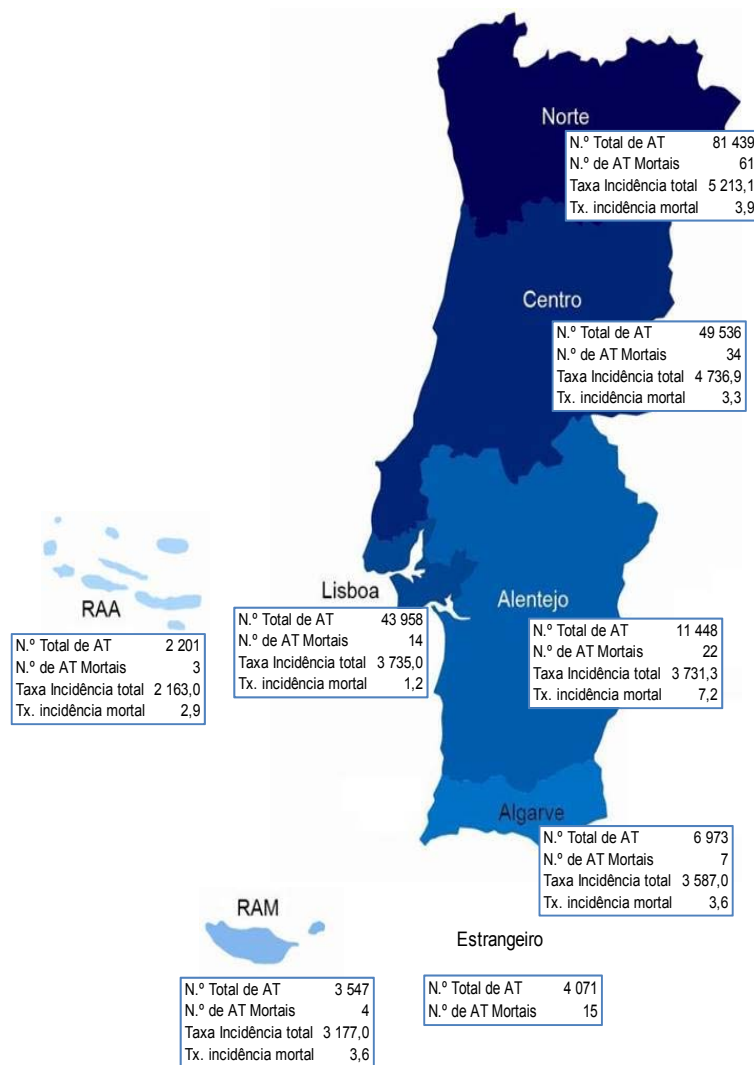 Norte
N.º Total de AT 81 439
N.º de AT Mortais 61
Taxa Incidência total 5 213,1
Tx. incidência mortal 3,9
Centro
N.º Total de AT 49 536
N.º de AT Mortais 34
Taxa Incidência total 4 736,9
Tx. incidência mortal 3,3
RAA
N.º Total de AT 2 201
N.º de AT Mortais 3
Taxa Incidência total 2 163,0
Tx. incidência mortal 2,9
Lisboa
N.º Total de AT 43 958
N.º de AT Mortais 14
Taxa Incidência total 3 735,0
Tx. incidência mortal 1,2
Alentejo
N.º Total de AT 11 448
N.º de AT Mortais 22
Taxa Incidência total 3 731,3
Tx. incidência mortal 7,2
Algarve
N.º Total de AT 6 973
N.º de AT Mortais 7
Taxa Incidência total 3 587,0
Tx. incidência mortal 3,6
RAM
N.º Total de AT 3 547
N.º de AT Mortais 4
Taxa Incidência total 3 177,0
Tx. incidência mortal 3,6
Estrangeiro
N.º Total de AT 4 071
N.º de AT Mortais 15